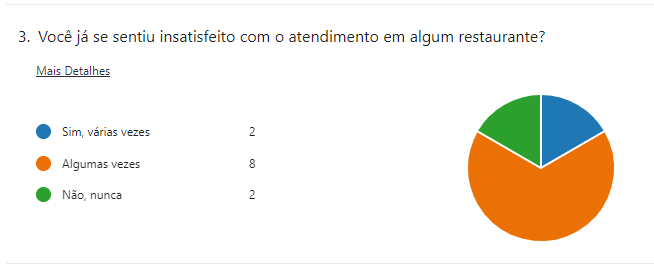 3. Você já se sentiu insatisfeito com o atendimento em algum restaurante?
Mais Detalhes
Sim, várias vezes 2
Algumas vezes 8
Não, nunca 2